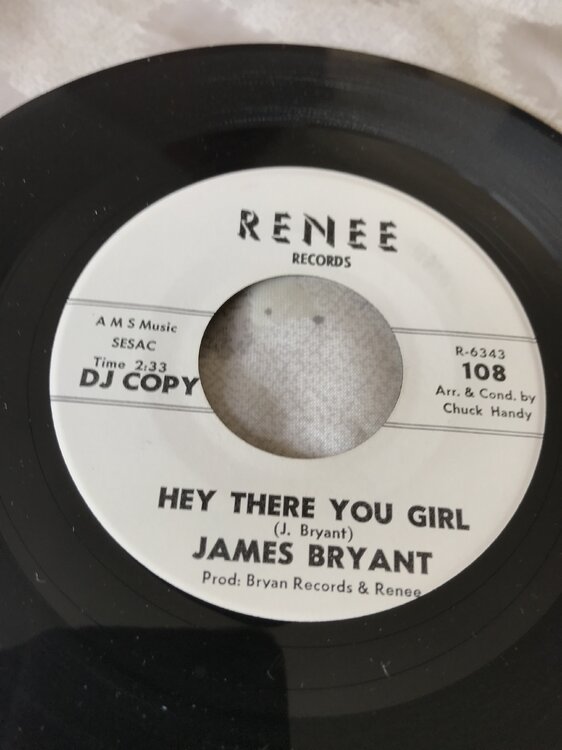 RENEE
RECORDS
A M S Music
SESAC
Time 2:33
DJ COPY
R-6343
108
Arr. & Cond. by
Chuck Handy
HEY THERE YOU GIRL
(J. Bryant)
JAMES BRYANT
Prod: Bryan Records & Renee